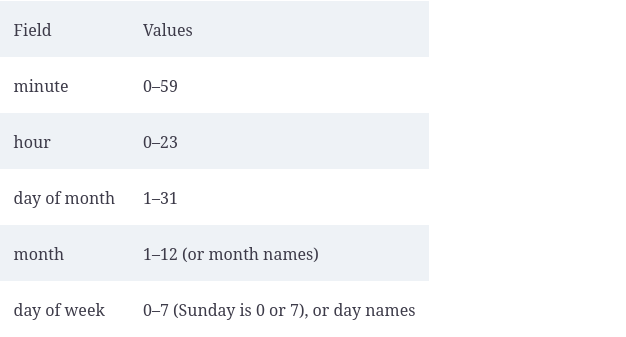 Field Values
minute 0–59
hour 0–23
day of month 1–31
month 1–12 (or month names)
day of week 0–7 (Sunday is 0 or 7), or day names